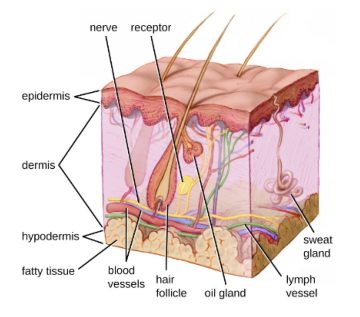 nerve receptor
epidermis
dermis
hypodermis
fatty tissue
blood
vessels
hair
follicle
oil gland
lymph
vessel
sweat
gland